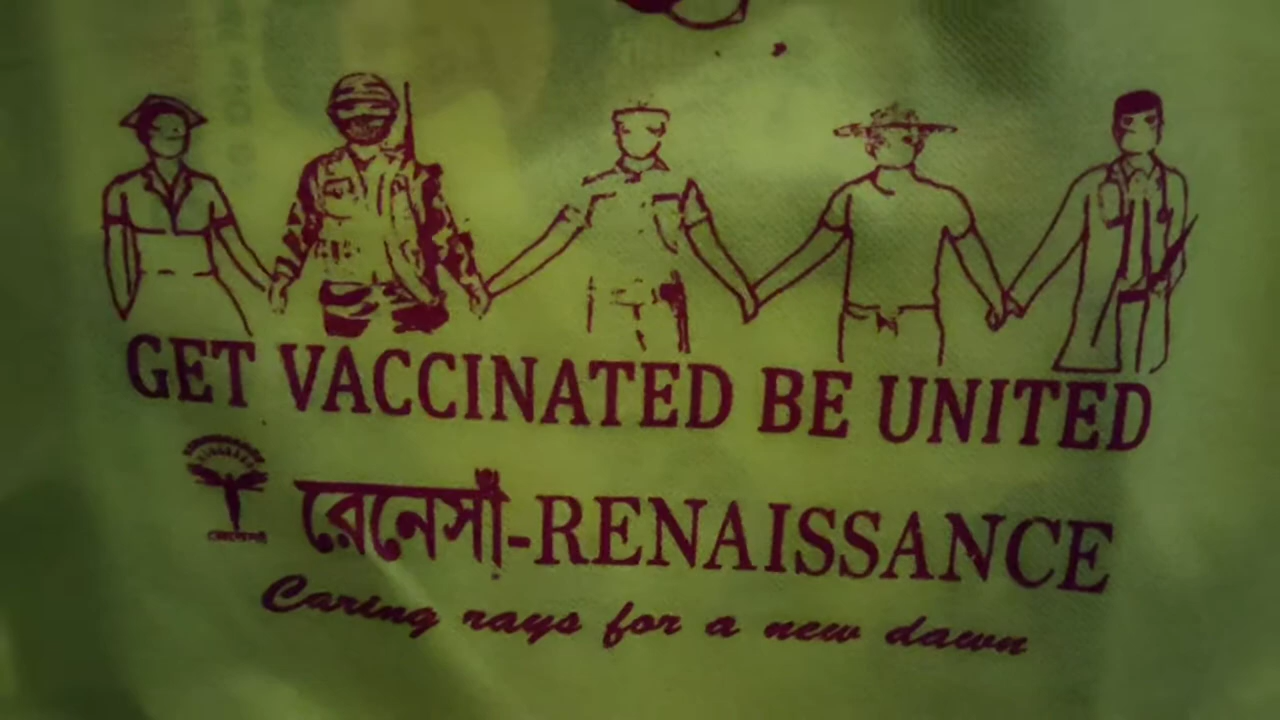 GET VACCINATED BE UNITED
রেনেসাঁ-RENAISSANCE
Caring rays for a new dawn